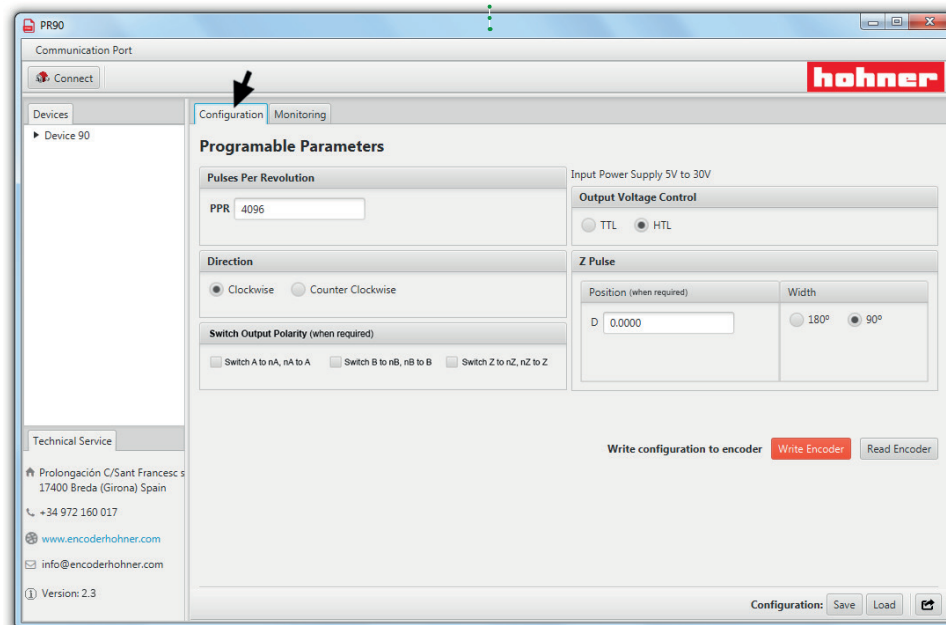 PR90
Communication Port
Connect
hohner
Devices
Configuration Monitoring
Device 90
Programable Parameters
Pulses Per Revolution
PPR 4096
Input Power Supply 5V to 30V
Output Voltage Control
TTL HTL
Direction
Clockwise Counter Clockwise
Z Pulse
Position (when required) Width
D 0.0000 180º 90º
Switch Output Polarity (when required)
Switch A to nA, nA to A Switch B to nB, nB to B Switch Z to nZ, nZ to Z
Write configuration to encoder Write Encoder Read Encoder
Technical Service
Prolongación C/Sant Francesc s
17400 Breda (Girona) Spain
+34 972 160 017
www.encoderhohner.com
info@encoderhohner.com
Version: 2.3
Configuration: Save Load